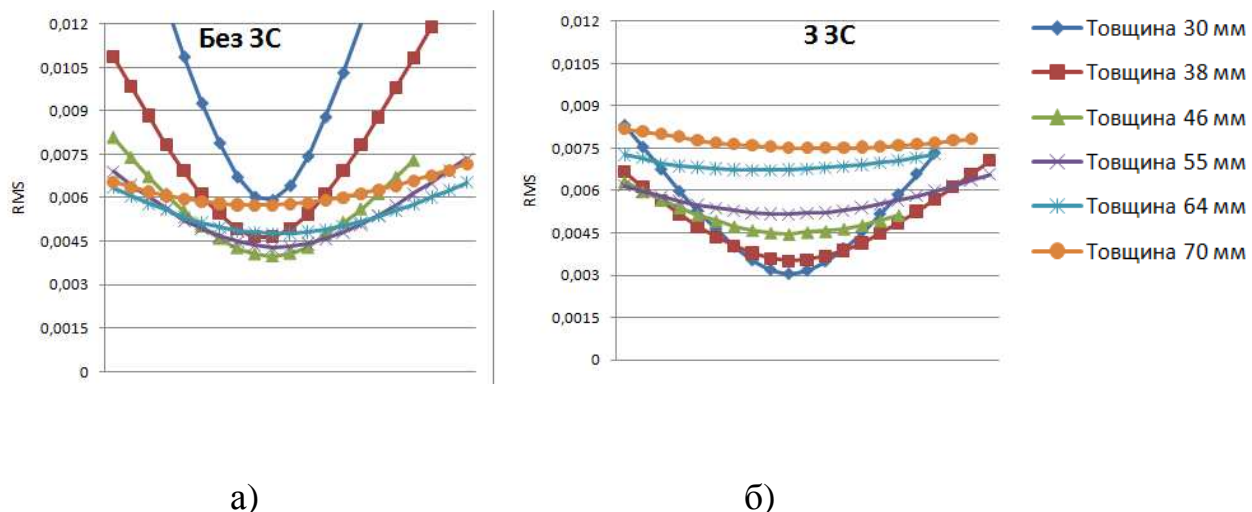 Без ЗС
0,012
0,0105
0,009
0,0075
0,006
0,0045
0,003
0,0015
0
RMS
З ЗС
0,012
0,0105
0,009
0,0075
0,006
0,0045
0,003
0,0015
0
RMS
Товщина 30 мм
Товщина 38 мм
Товщина 46 мм
Товщина 55 мм
Товщина 64 мм
Товщина 70 мм
а)
б)